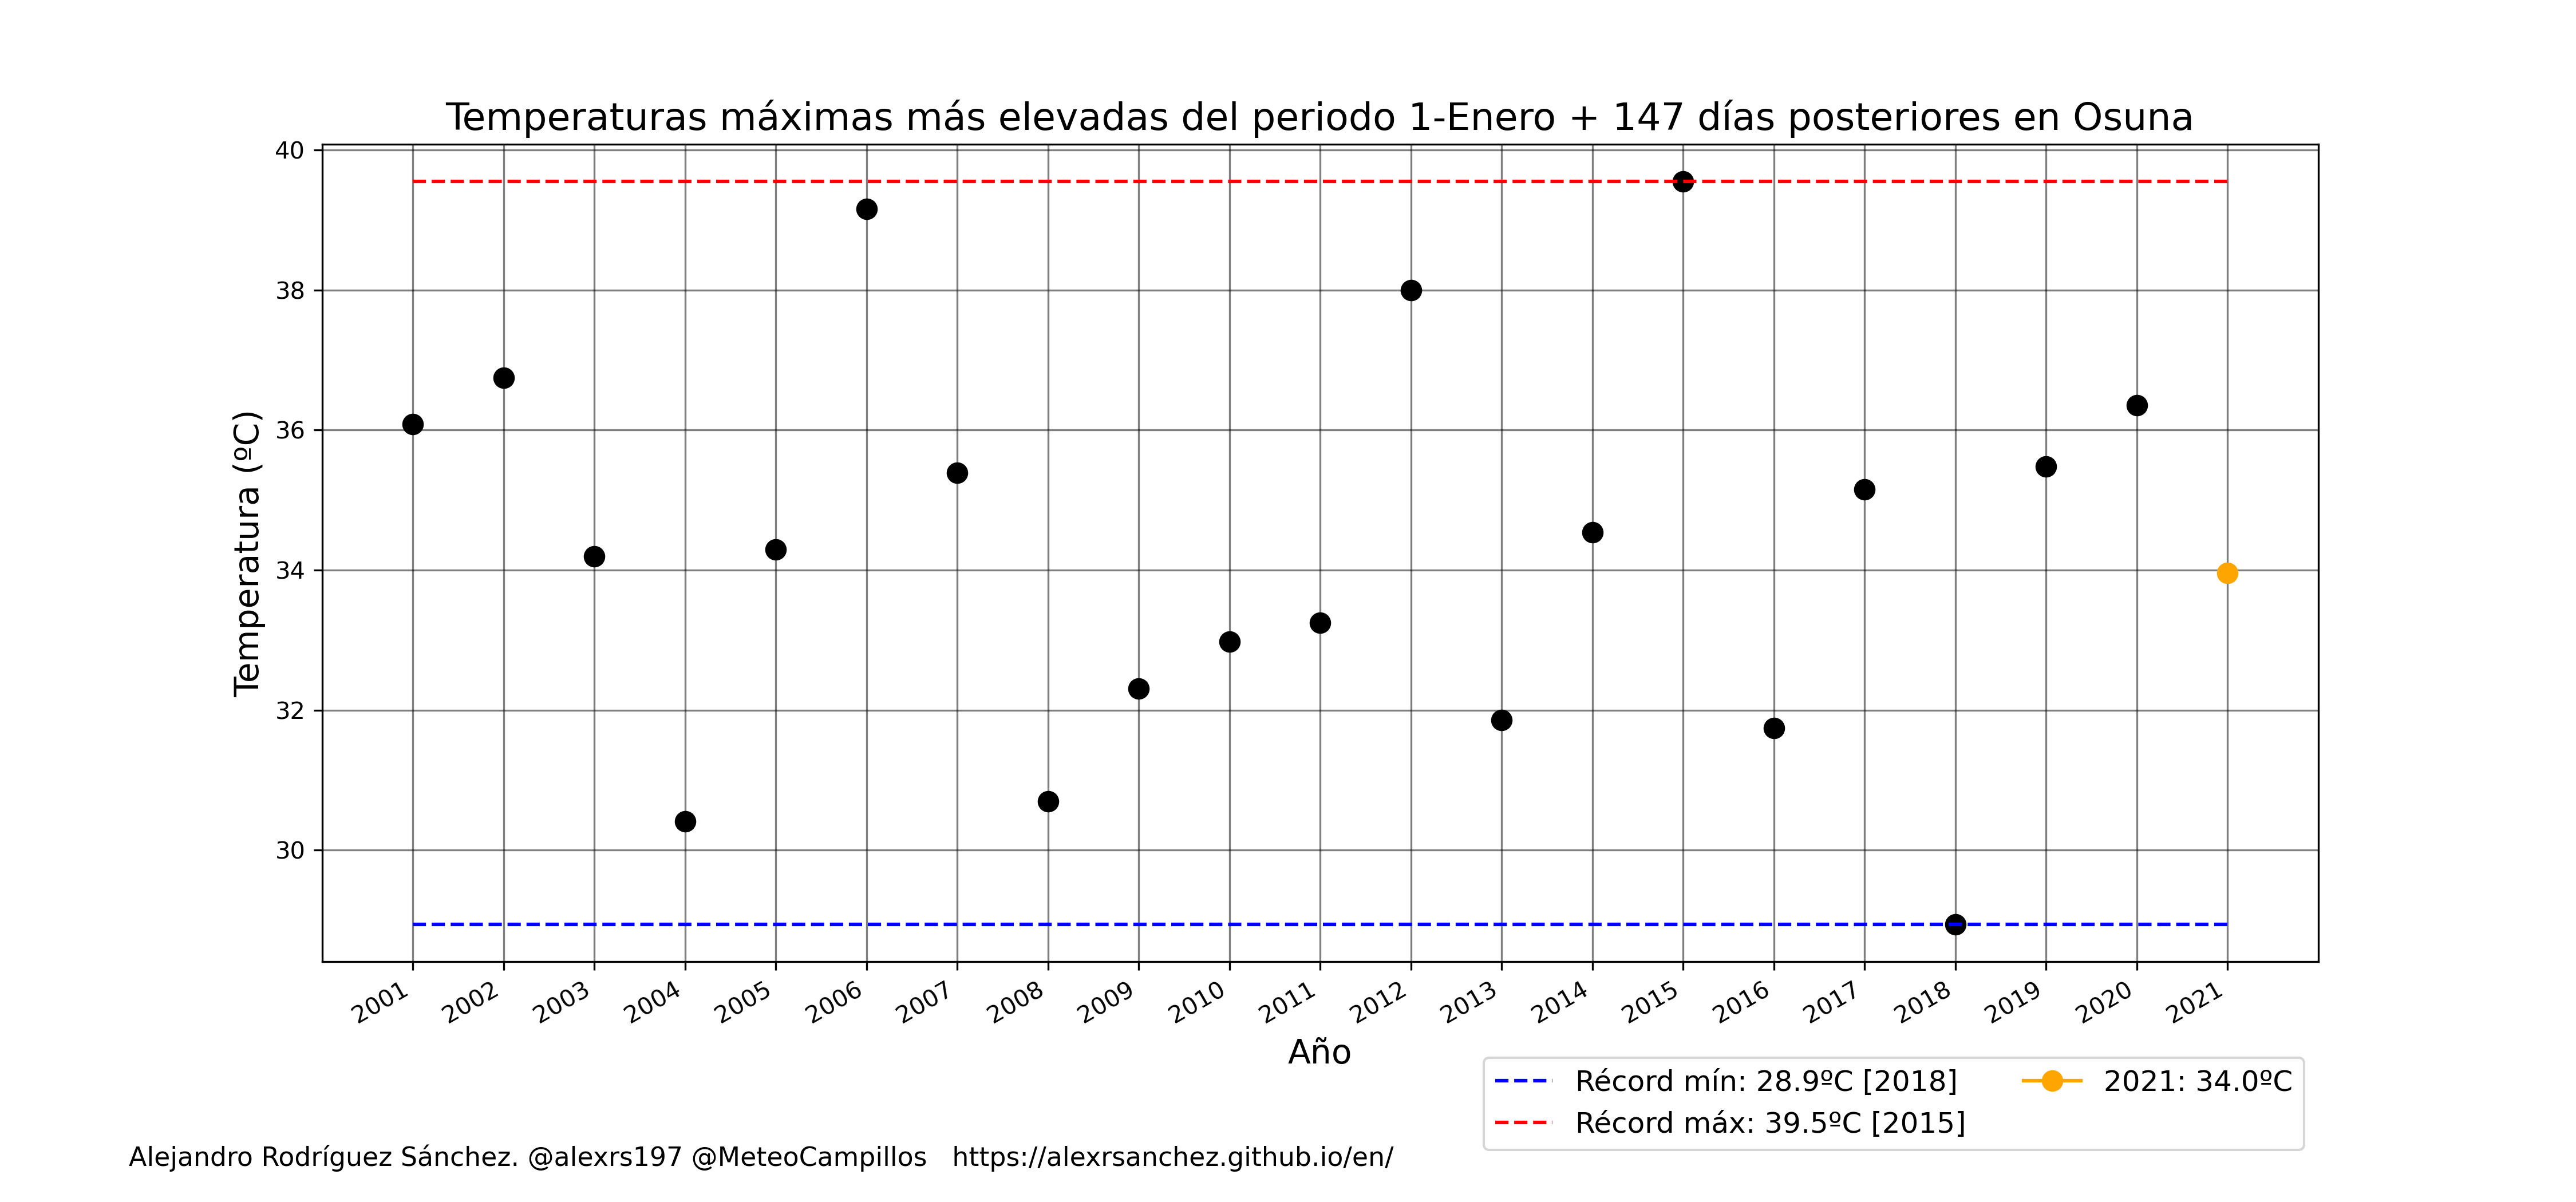 Temperaturas máximas más elevadas del periodo 1-Enero + 147 días posteriores en Osuna
Temperatura (ºC)
40
38
36
34
32
30
2001 2002 2003 2004 2005 2006 2007 2008 2009 2010 2011 2012 2013 2014 2015 2016 2017 2018 2019 2020 2021
Año
Récord mín: 28.9ºC [2018]
Récord máx: 39.5ºC [2015]
2021: 34.0ºC
Alejandro Rodríguez Sánchez. @alexrs197 @MeteoCampillos https://alexrsanchez.github.io/en/